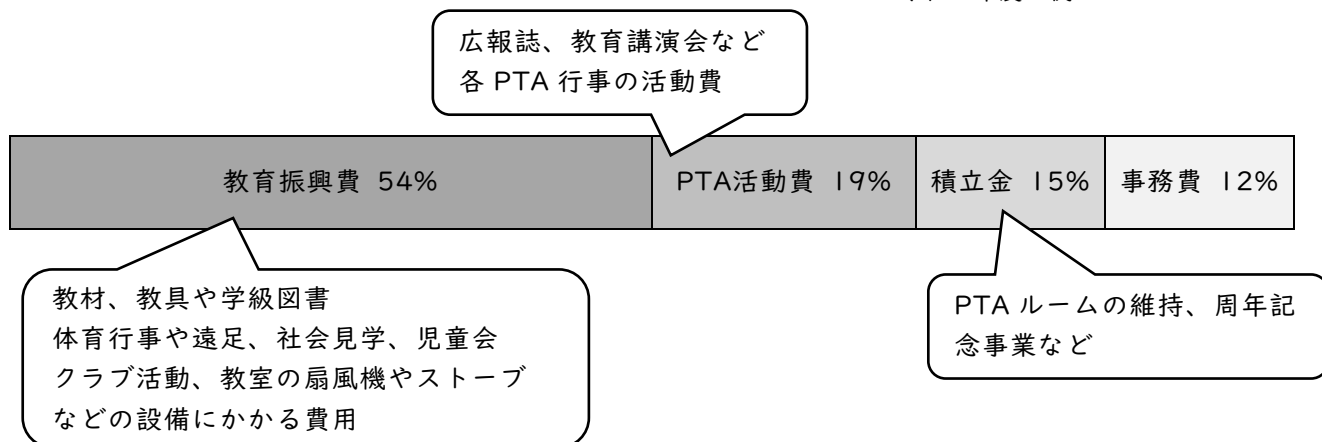 広報誌、教育講演会など
各 PTA 行事の活動費
教育振興費 54%
PTA活動費 19%
積立金 15%
事務費 12%
教材、教具や学級図書
体育行事や遠足、社会見学、児童会
クラブ活動、教室の扇風機やストーブ
などの設備にかかる費用
PTA ルームの維持、周年記
念事業など